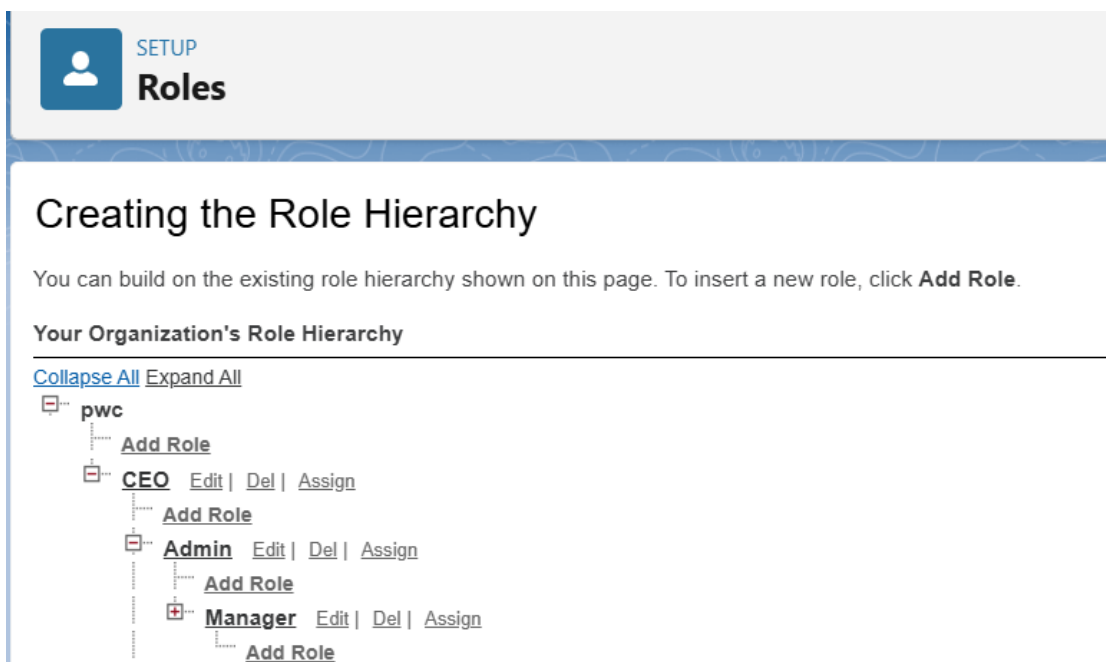 SETUP
Roles
Creating the Role Hierarchy
You can build on the existing role hierarchy shown on this page. To insert a new role, click Add Role.
Your Organization's Role Hierarchy
Collapse All Expand All
pwc
Add Role
CEO Edit | Del | Assign
Add Role
Admin Edit | Del | Assign
Add Role
Manager Edit | Del | Assign
Add Role